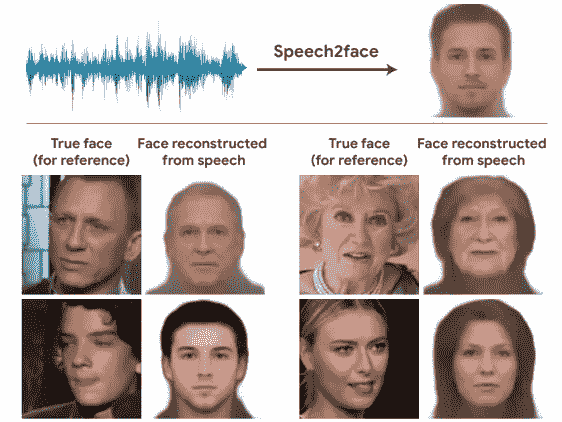 Speech2face
True face
(for reference)
Face reconstructed
from speech
True face
(for reference)
Face reconstructed
from speech